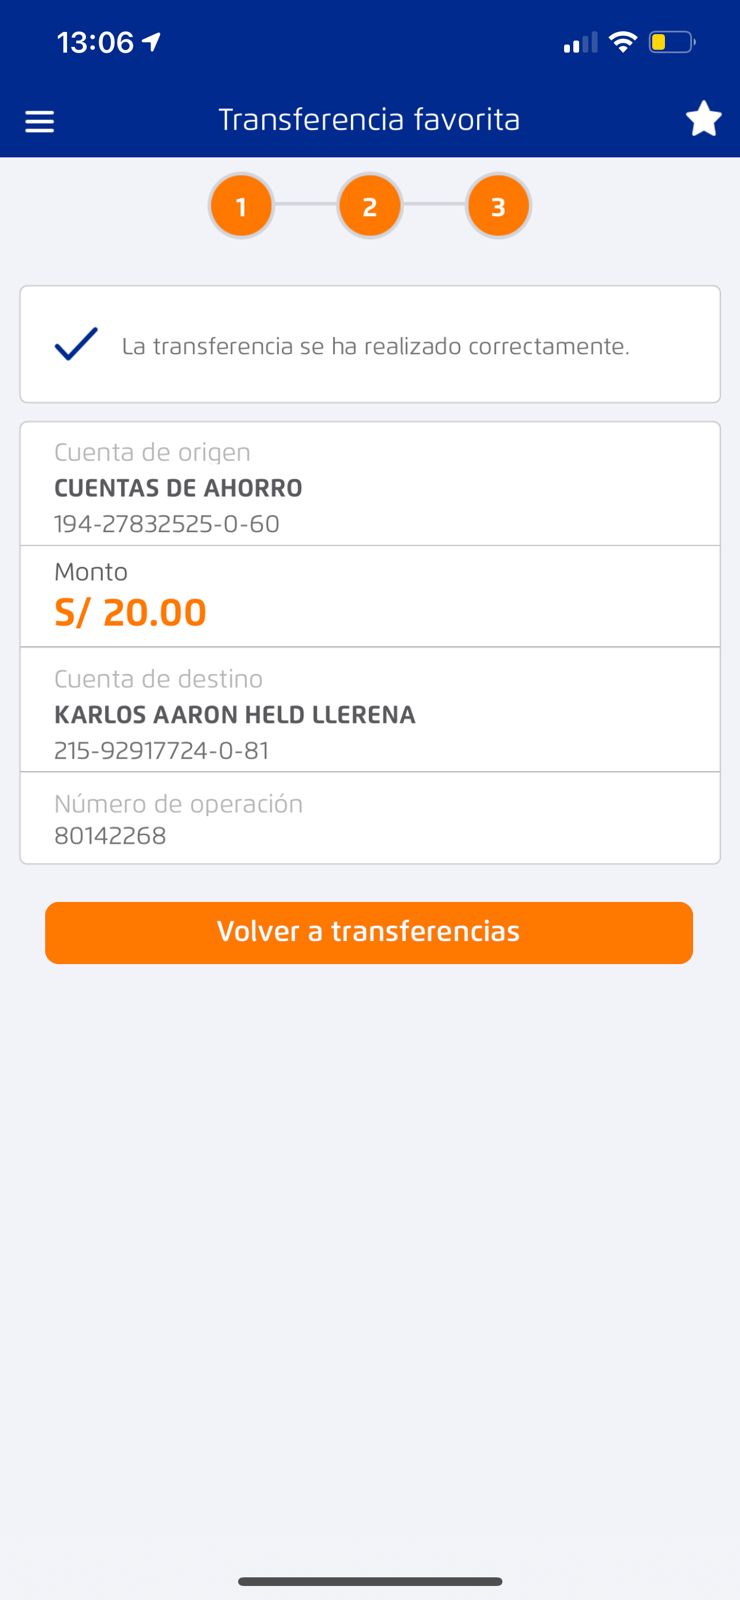 13:06
Transferencia favorita
1 2 3
La transferencia se ha realizado correctamente.
Cuenta de origen
CUENTAS DE AHORRO
194-27832525-0-60
Monto
S/ 20.00
Cuenta de destino
KARLOS AARON HELD LLERENA
215-92917724-0-81
Número de operación
80142268
Volver a transferencias